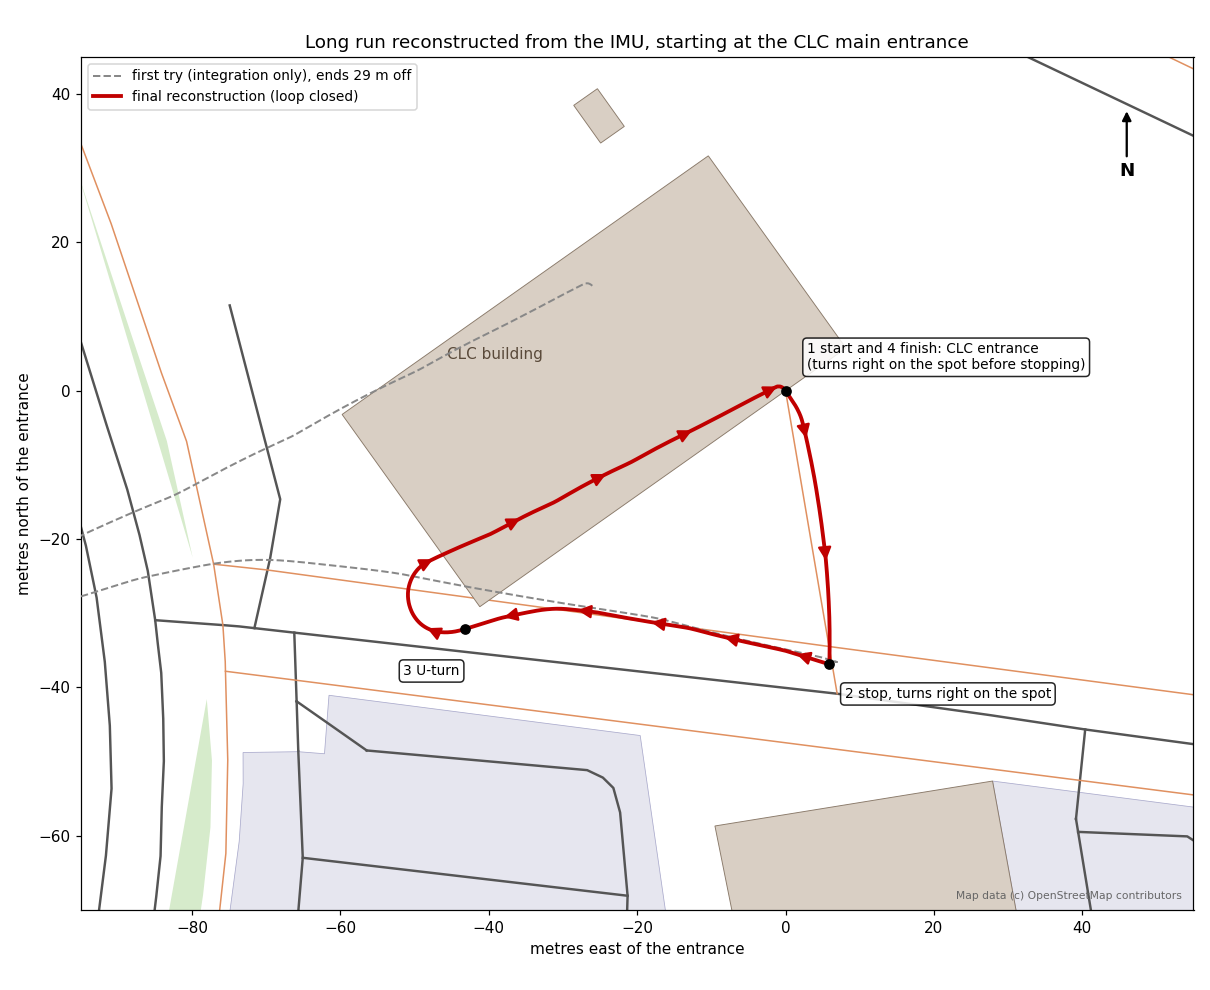 Long run reconstructed from the IMU, starting at the CLC main entrance
first try (integration only), ends 29 m off
final reconstruction (loop closed)
N
CLC building
1 start and 4 finish: CLC entrance
(turns right on the spot before stopping)
3 U-turn
2 stop, turns right on the spot
Map data (c) OpenStreetMap contributors
40
20
0
−20
−40
−60
metres north of the entrance
−80
−60
−40
−20
0
20
40
metres east of the entrance